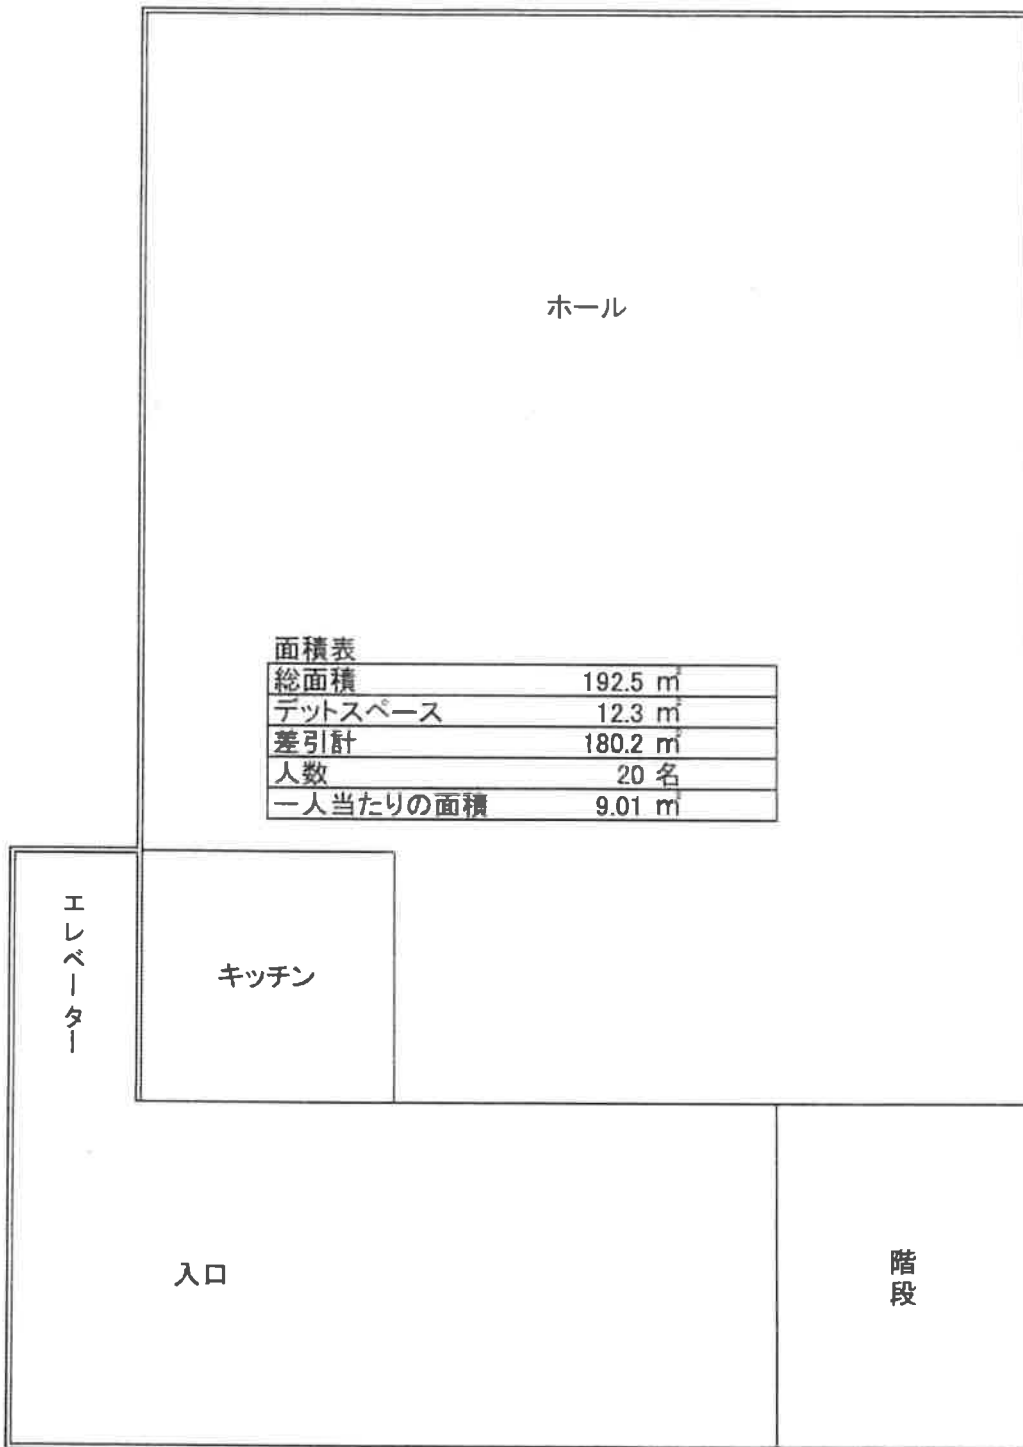 ホール
面積表
総面積 192.5 ㎡
デットスペース 12.3 ㎡
差引計 180.2 ㎡
人数 20 名
一人当たりの面積 9.01 ㎡
エレベーター
キッチン
入口
階段